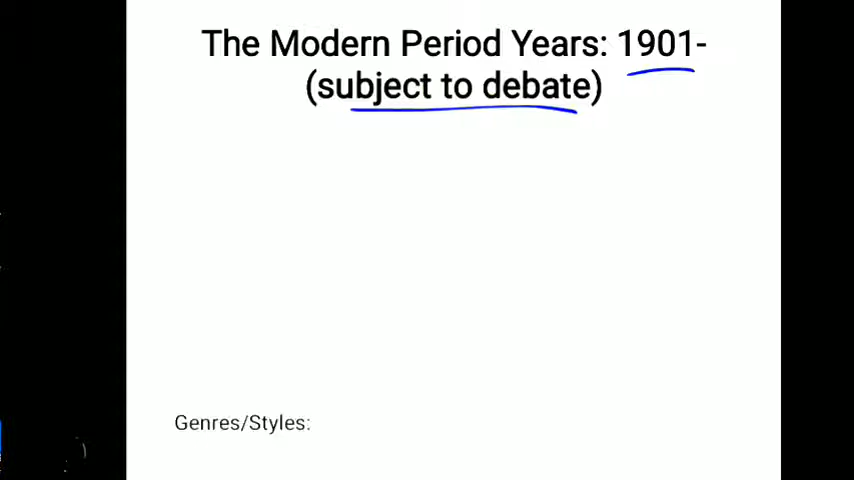 The Modern Period Years: 1901-
(subject to debate)
Genres/Styles: